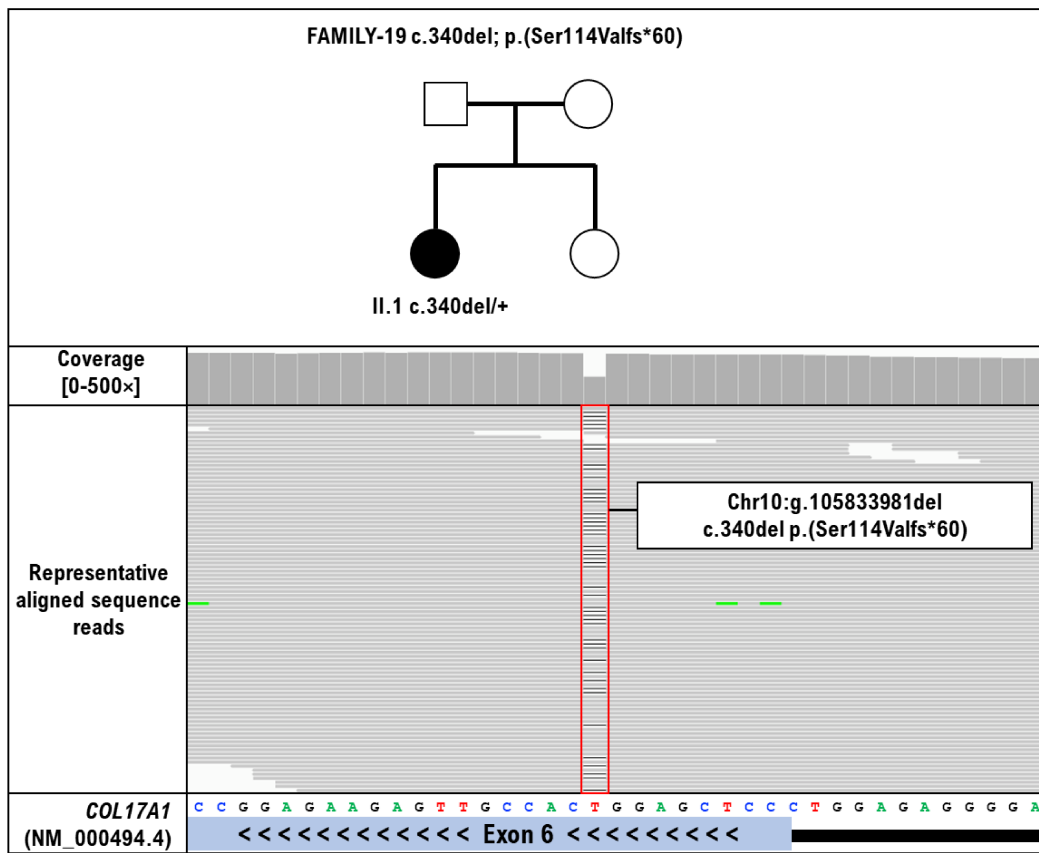 FAMILY-19 c.340del; p.(Ser114Valfs*60)
II.1 c.340del/+
Coverage
[0-500×]
Chr10:g.105833981del
c.340del p.(Ser114Valfs*60)
Representative
aligned sequence
reads
COL17A1
(NM_000494.4)
C C G G A G A A G A G T T G C C A C T G G A G C T C C C T G G A G A G G G G A
< < < < < < < < < < < < Exon 6 < < < < < < < < <